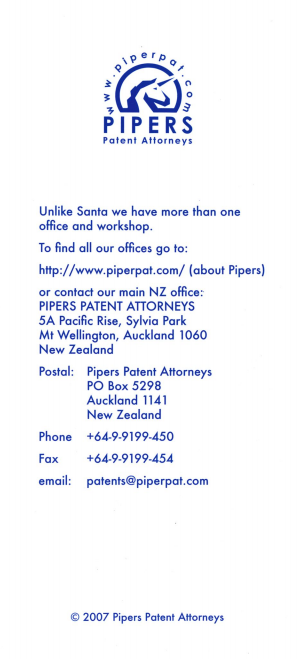 www.piperpat.com
PIPERS
Patent Attorneys
Unlike Santa we have more than one
office and workshop.
To find all our offices go to:
http://www.piperpat.com/ (about Pipers)
or contact our main NZ office:
PIPERS PATENT ATTORNEYS
5A Pacific Rise, Sylvia Park
Mt Wellington, Auckland 1060
New Zealand
Postal: Pipers Patent Attorneys
PO Box 5298
Auckland 1141
New Zealand
Phone +64-9-9199-450
Fax +64-9-9199-454
email: patents@piperpat.com
© 2007 Pipers Patent Attorneys